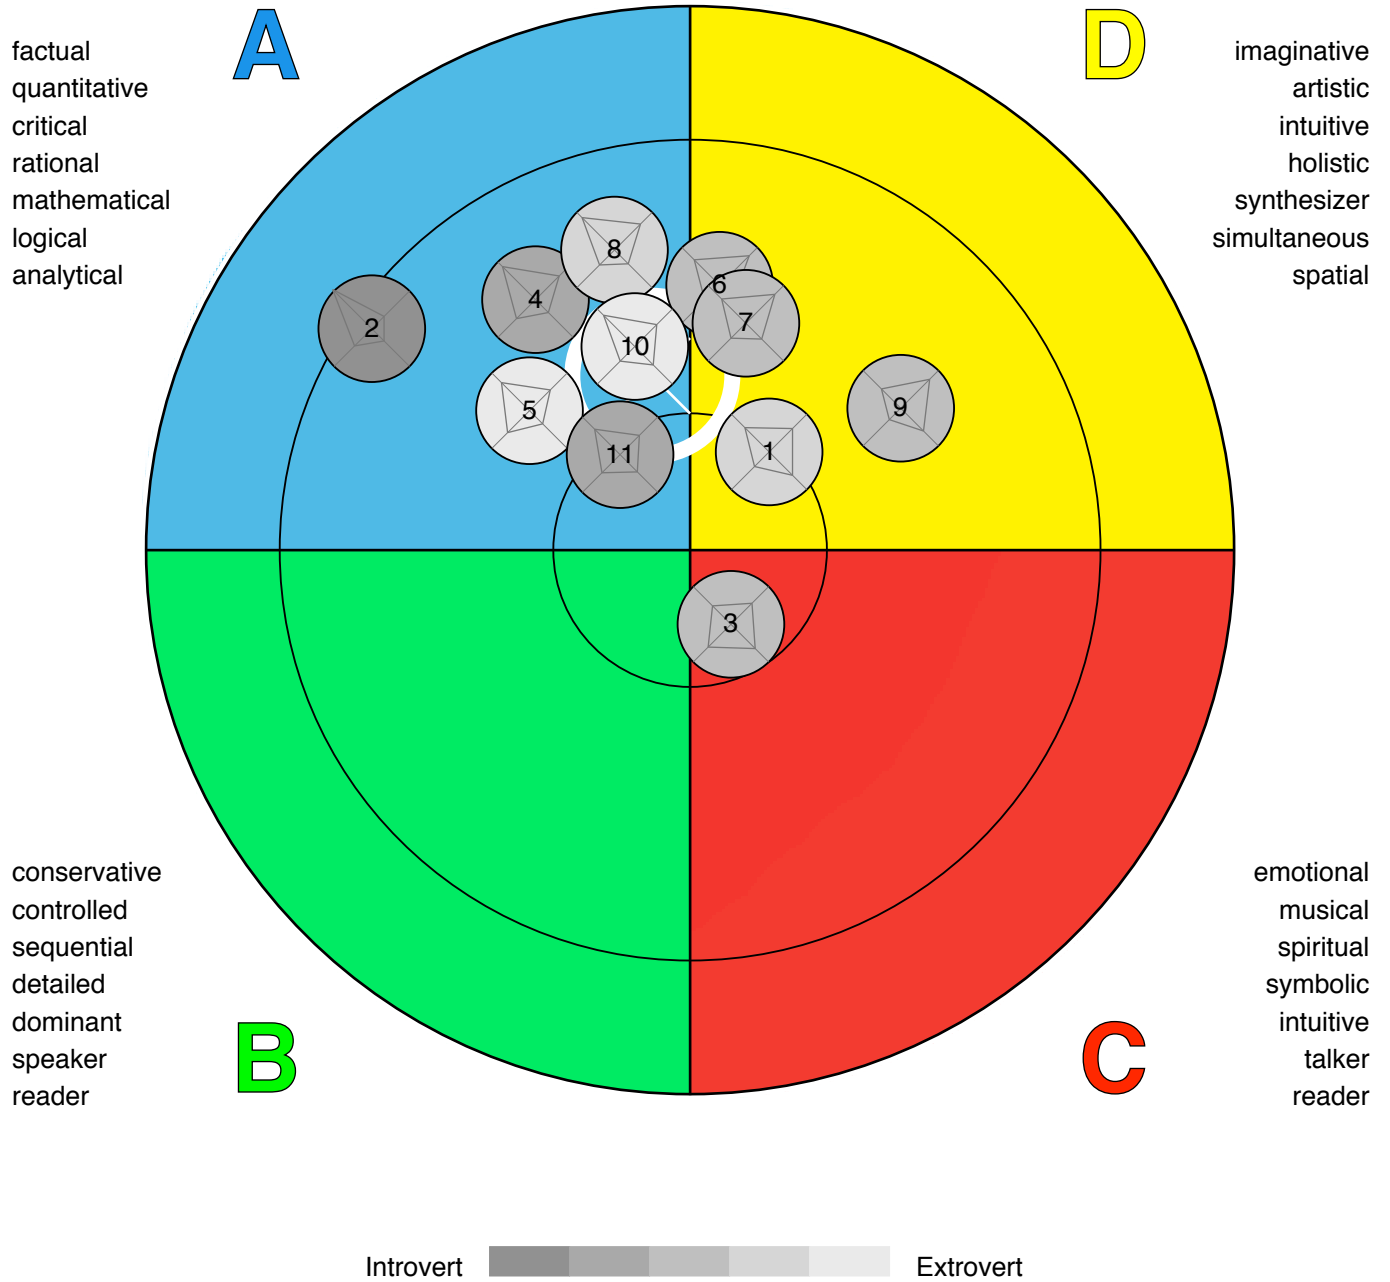 A
D
factual
quantitative
critical
rational
mathematical
logical
analytical
imaginative
artistic
intuitive
holistic
synthesizer
simultaneous
spatial
8
6
4
7
2
10
9
5
11
1
3
conservative
controlled
sequential
detailed
dominant
speaker
reader
B
C
emotional
musical
spiritual
symbolic
intuitive
talker
reader
Introvert
Extrovert